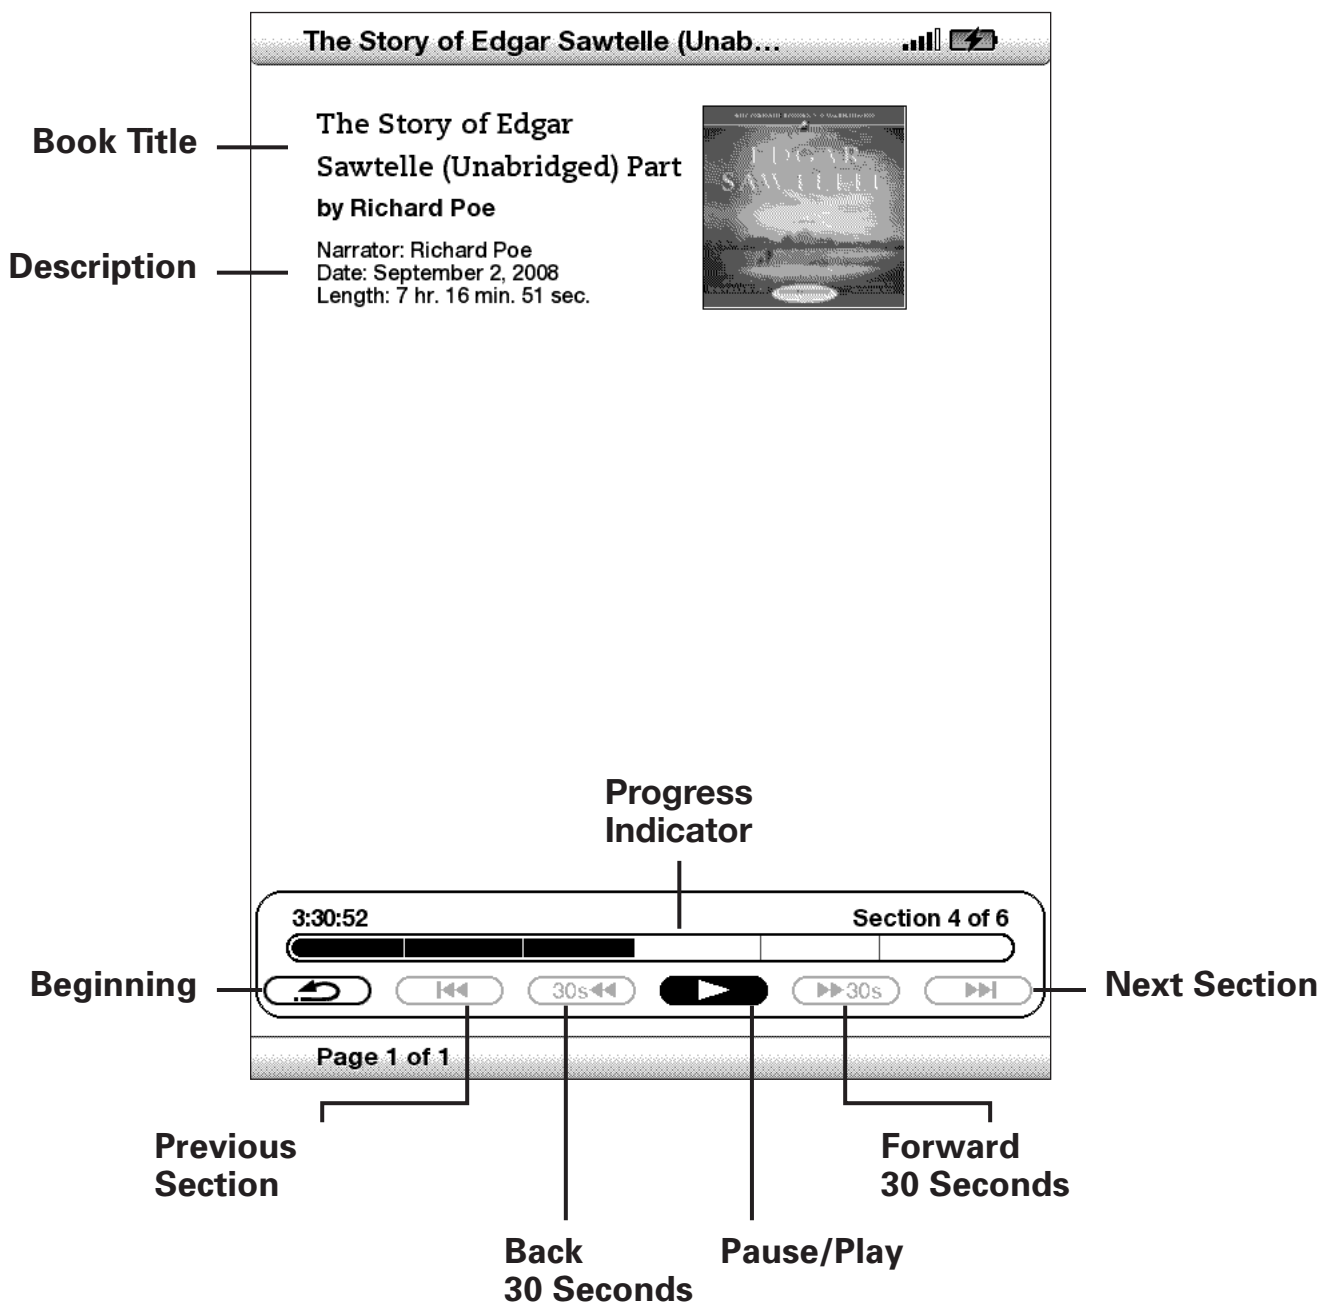 The Story of Edgar Sawtelle (Unab...
Book Title
The Story of Edgar
Sawtelle (Unabridged) Part
by Richard Poe
Description
Narrator: Richard Poe
Date: September 2, 2008
Length: 7 hr. 16 min. 51 sec.
EDGAR
SAWTELLE
Progress
Indicator
3:30:52
Section 4 of 6
Beginning
30s
30s
Next Section
Page 1 of 1
Previous
Section
Forward
30 Seconds
Back
30 Seconds
Pause/Play